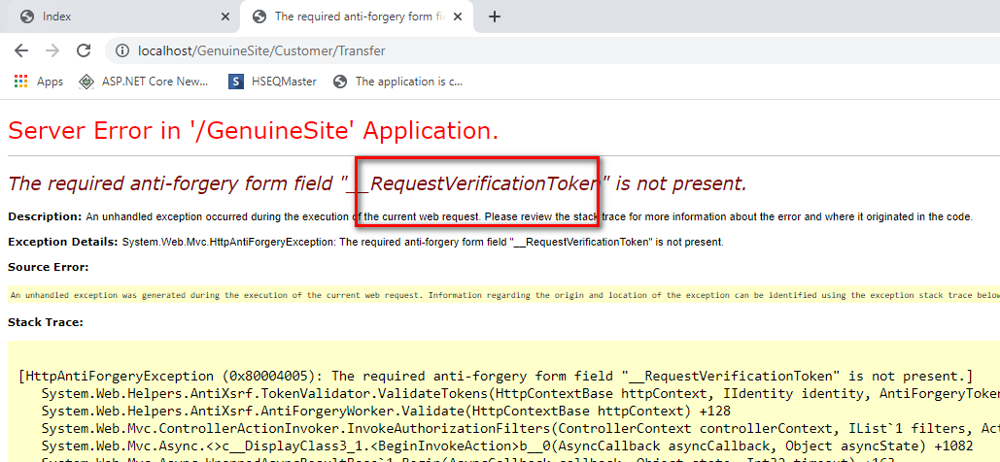 Index
The required anti-forgery form fi
localhost/GenuineSite/Customer/Transfer
Apps ASP.NET Core New... S HSEQMaster The application is c...
Server Error in '/GenuineSite' Application.
The required anti-forgery form field "__RequestVerificationToken" is not present.
Description: An unhandled exception occurred during the execution of the current web request. Please review the stack trace for more information about the error and where it originated in the code.
Exception Details: System.Web.Mvc.HttpAntiForgeryException: The required anti-forgery form field "__RequestVerificationToken" is not present.
Source Error:
An unhandled exception was generated during the execution of the current web request. Information regarding the origin and location of the exception can be identified using the exception stack trace below
Stack Trace:
[HttpAntiForgeryException (0x80004005): The required anti-forgery form field "__RequestVerificationToken" is not present.]
System.Web.Helpers.AntiXsrf.TokenValidator.ValidateTokens(HttpContextBase httpContext, IIdentity identity, AntiForgeryToken
System.Web.Helpers.AntiXsrf.AntiForgeryWorker.Validate(HttpContextBase httpContext) +128
System.Web.Mvc.ControllerActionInvoker.InvokeAuthorizationFilters(ControllerContext controllerContext, IList`1 filters, Act
System.Web.Mvc.Async.<>c__DisplayClass3_1.<BeginInvokeAction>b__0(AsyncCallback asyncCallback, Object asyncState) +1082
System.Web.Mvc.Async.WrappedAsyncResultBase`1.Begin(AsyncCallback callback, Object state, Int32 timeout) +163